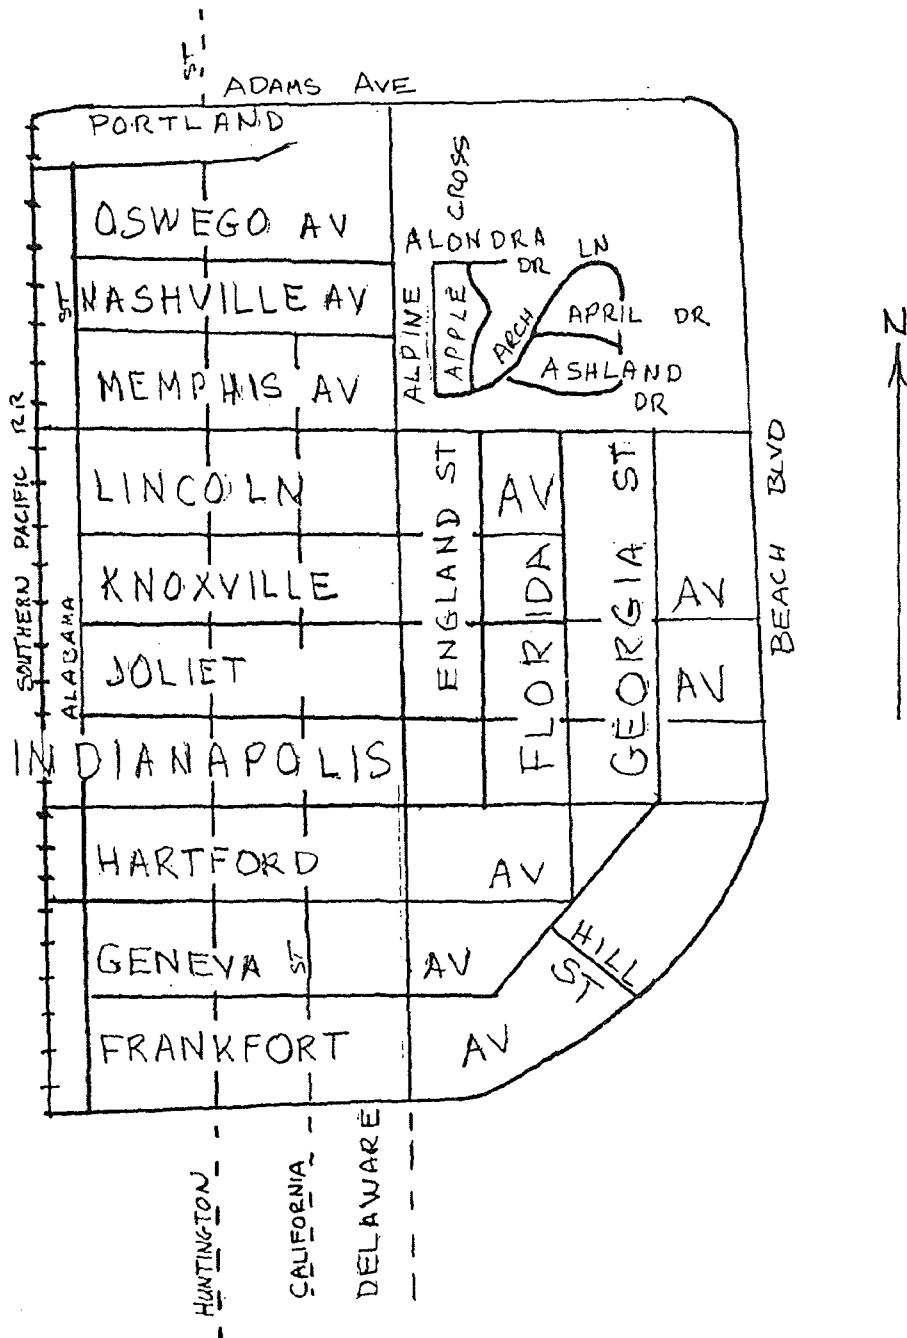 ST
ADAMS AVE
PORTLAND
CROSS
OSWEGO AV
ALONDRA DR
LN
ST
NASHVILLE AV
ALPINE
APPLE
ARCH
APRIL DR
MEMPHIS AV
ASHLAND DR
N
SOUTHERN PACIFIC RR
LINCOLN AV
ENGLAND ST
FLORIDA
GEORGIA ST
BEACH BLVD
KNOXVILLE AV
ALABAMA
JOLIET AV
INDIANAPOLIS
HARTFORD AV
HILL ST
GENEVA AV
ST
FRANKFORT AV
HUNTINGTON
CALIFORNIA
DELAWARE